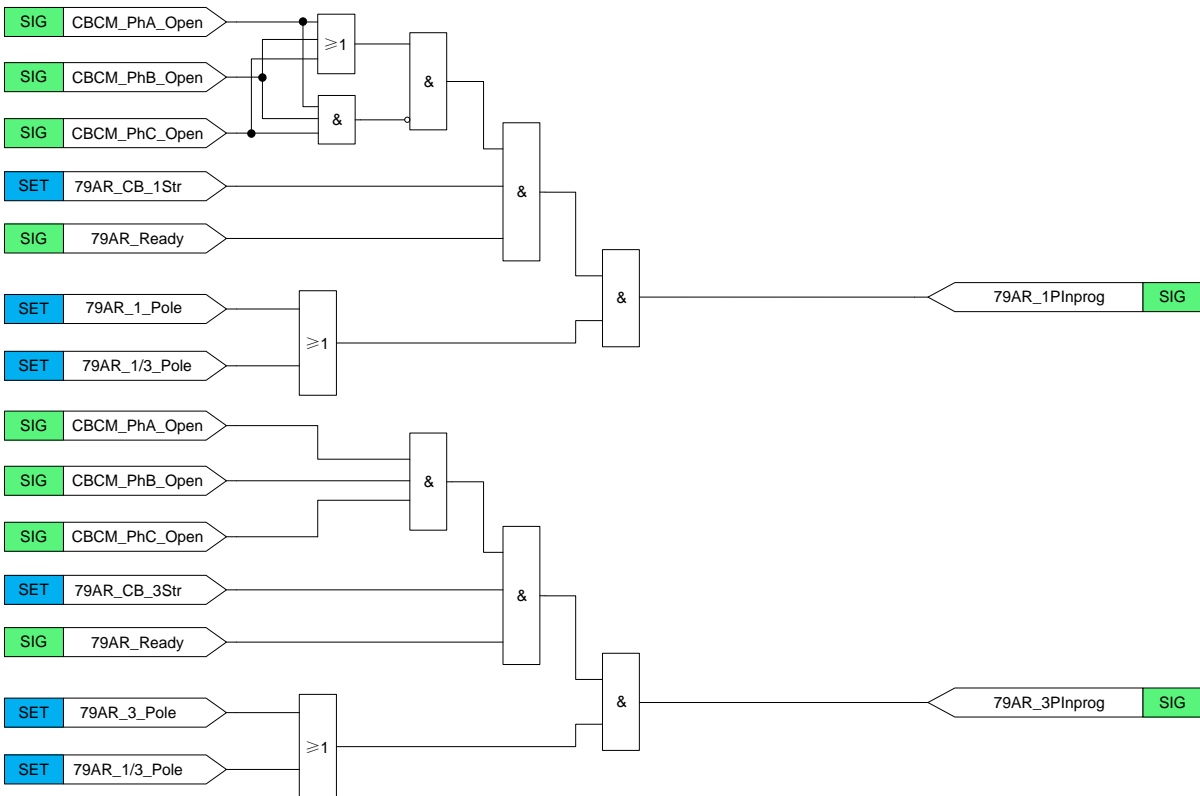 SIG CBCM_PhA_Open
≥1
SIG CBCM_PhB_Open
&
SIG CBCM_PhC_Open
&
SET 79AR_CB_1Str
&
SIG 79AR_Ready
SET 79AR_1_Pole
&
79AR_1PInprog SIG
≥1
SET 79AR_1/3_Pole
SIG CBCM_PhA_Open
SIG CBCM_PhB_Open
&
SIG CBCM_PhC_Open
SET 79AR_CB_3Str
&
SIG 79AR_Ready
SET 79AR_3_Pole
&
79AR_3PInprog SIG
≥1
SET 79AR_1/3_Pole